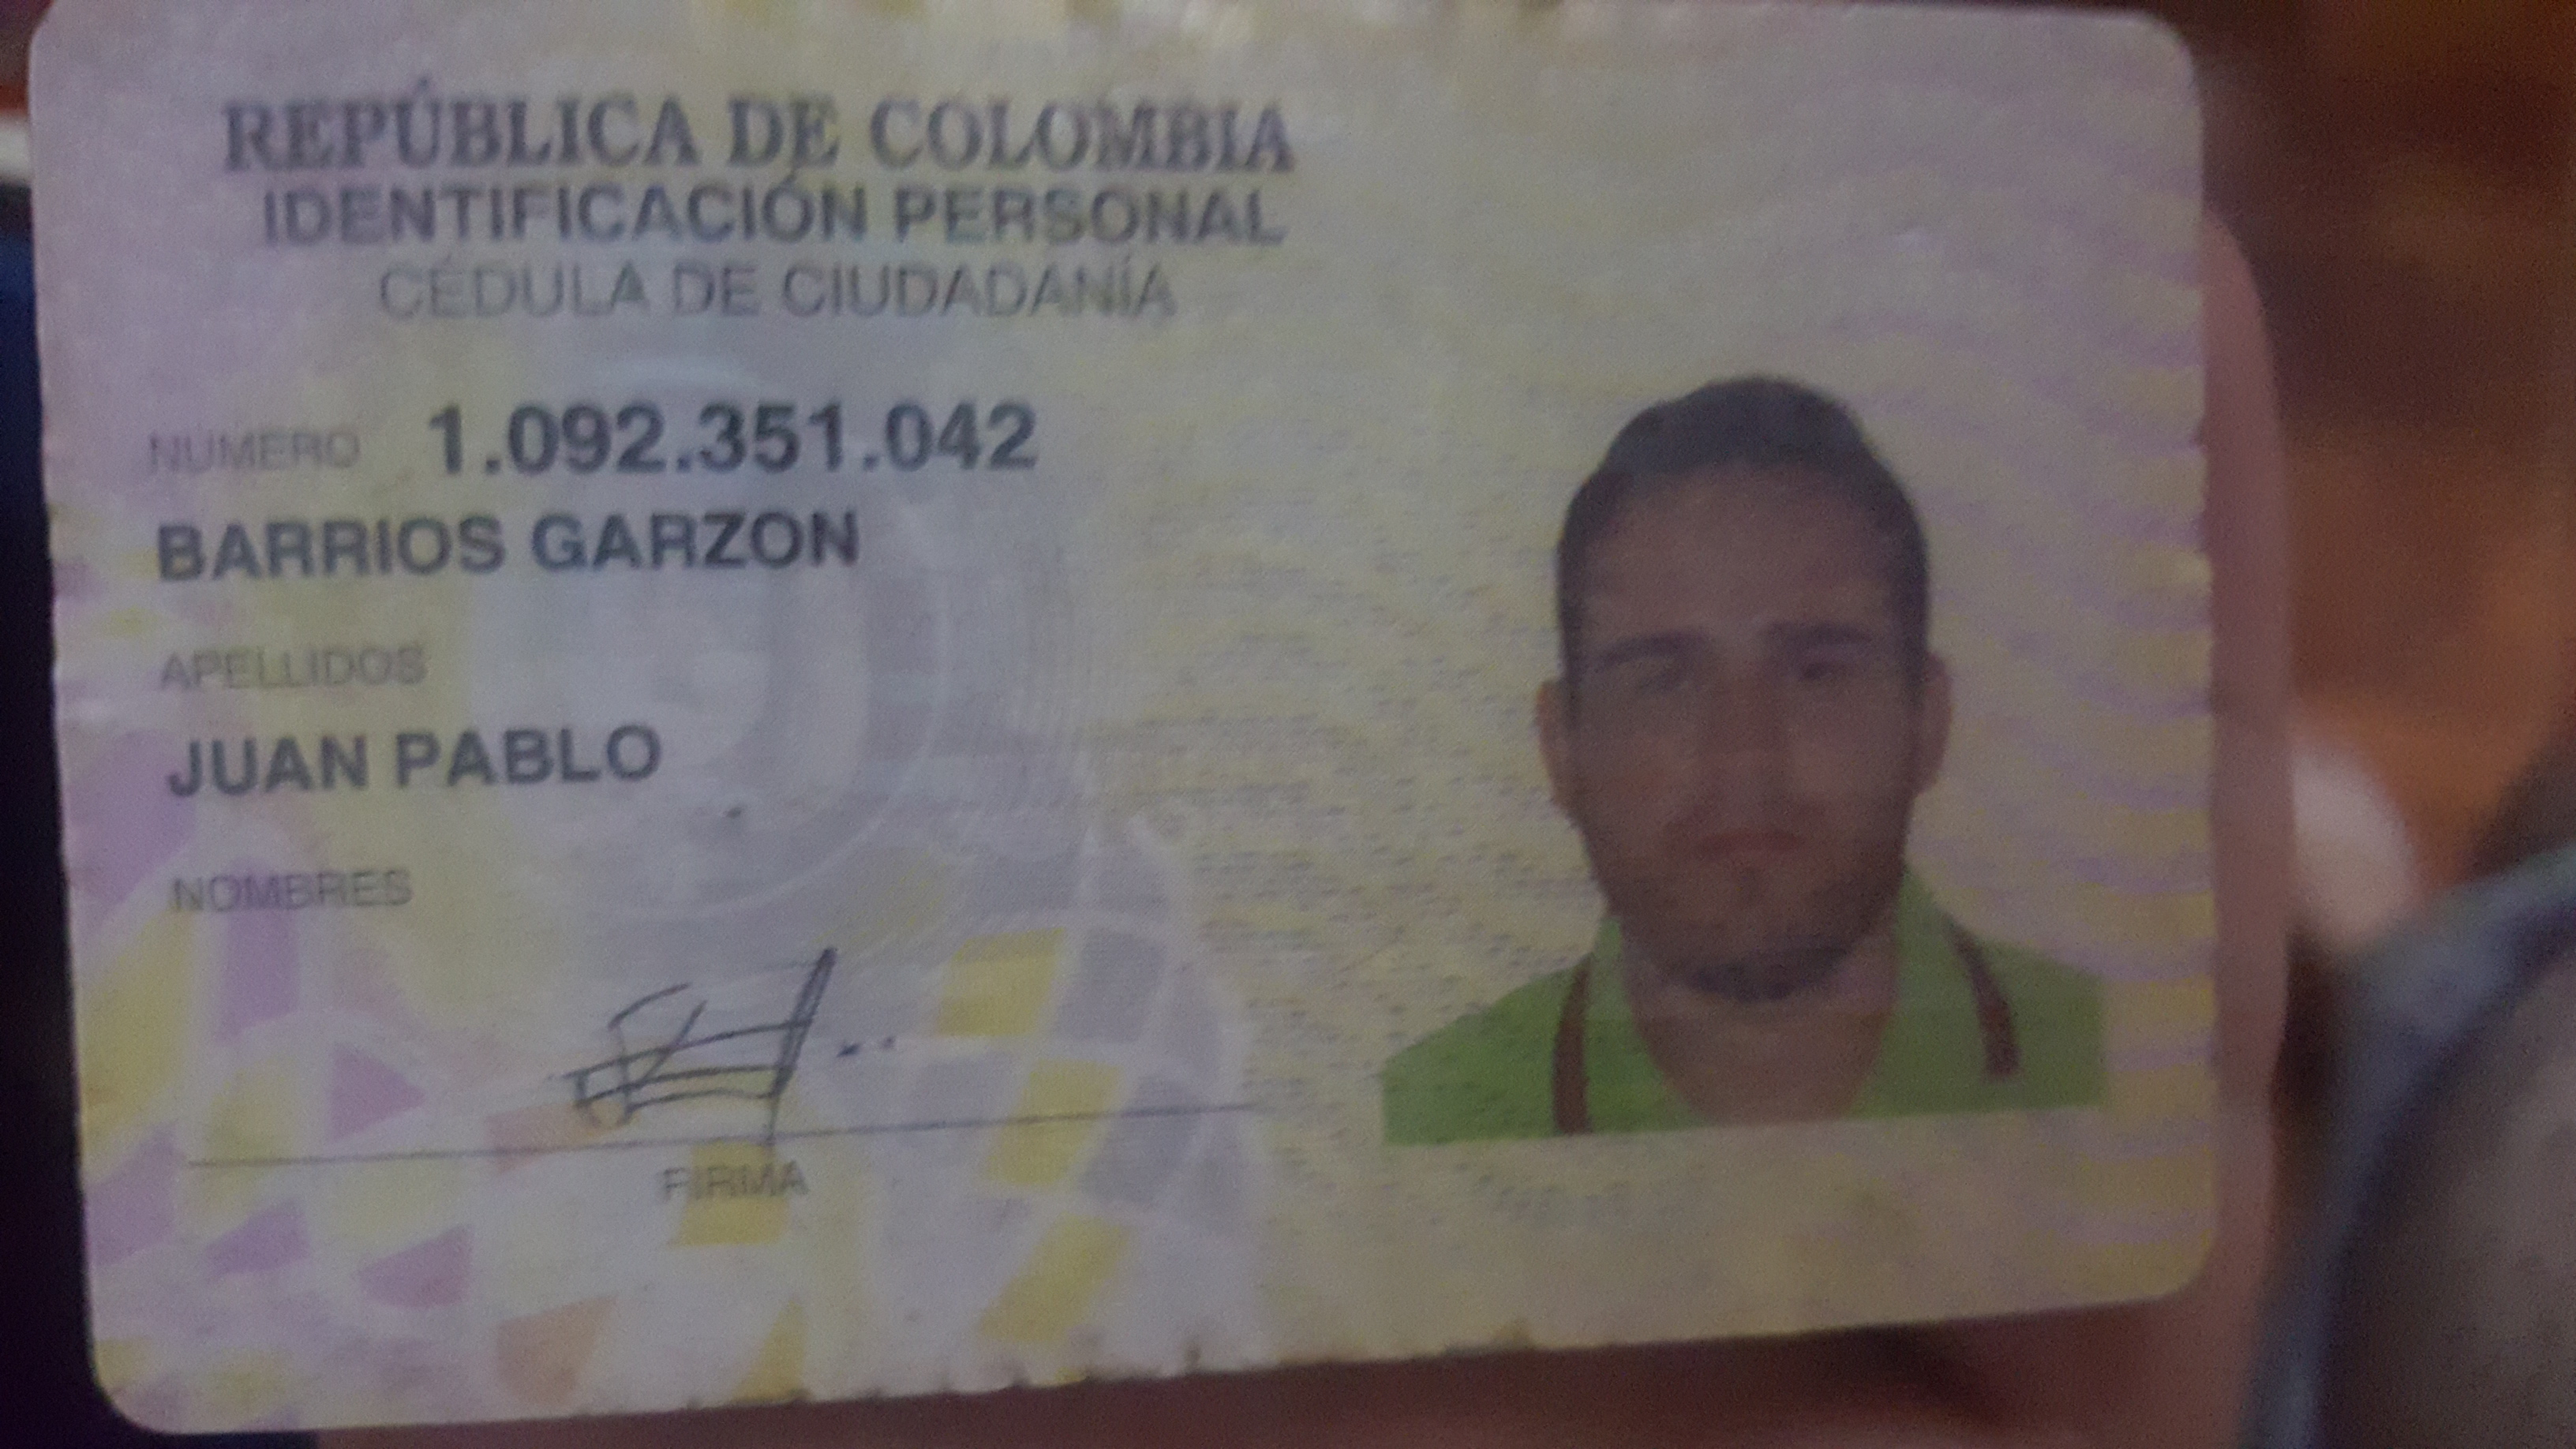 REPÚBLICA DE COLOMBIA
IDENTIFICACIÓN PERSONAL
CÉDULA DE CIUDADANÍA
NUMERO 1.092.351.042
BARRIOS GARZON
APELLIDOS
JUAN PABLO
NOMBRES
FIRMA